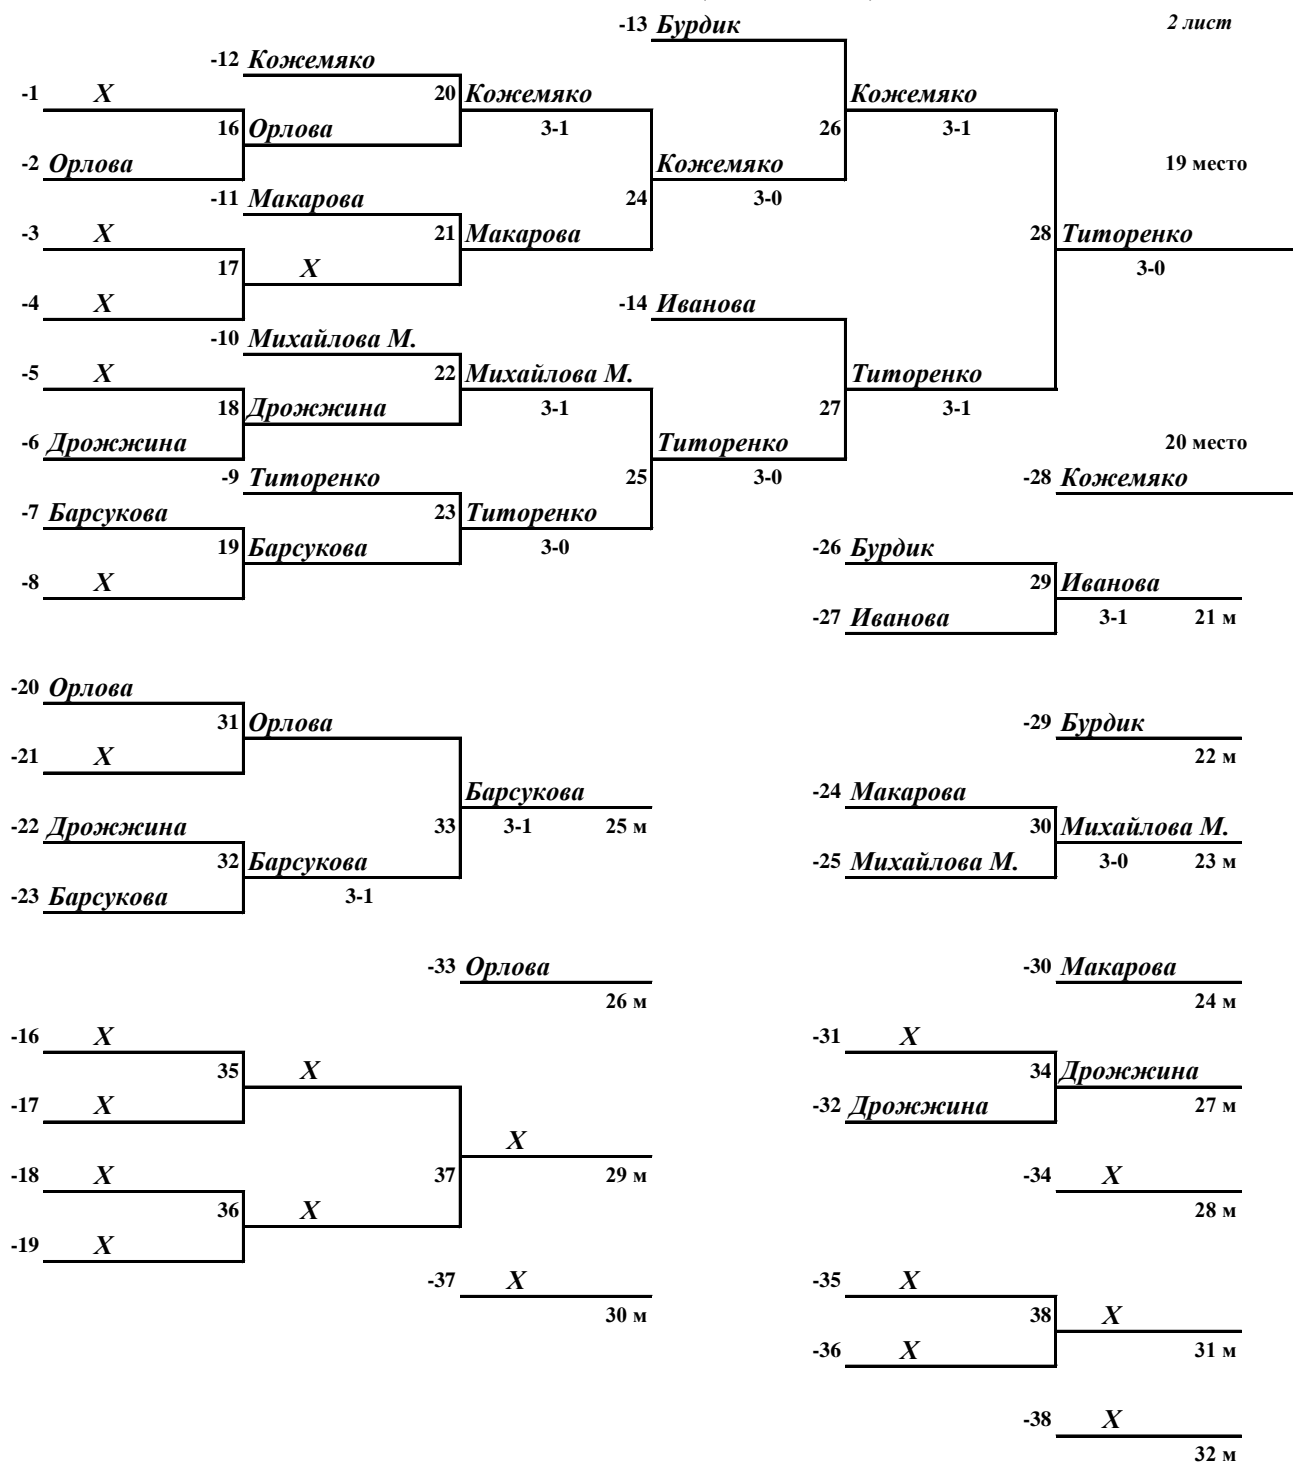 -13 Бурдик 2 лист
-12 Кожемяко
-1 X 20 Кожемяко Кожемяко
16 Орлова 3-1 26 3-1
-2 Орлова Кожемяко 19 место
-11 Макарова 24 3-0
-3 X 21 Макарова 28 Титоренко
17 X 3-0
-4 X -14 Иванова
-10 Михайлова М.
-5 X 22 Михайлова М. Титоренко
18 Дрожжина 3-1 27 3-1
-6 Дрожжина Титоренко 20 место
-9 Титоренко 25 3-0 -28 Кожемяко
-7 Барсукова 23 Титоренко
19 Барсукова 3-0 -26 Бурдик
-8 X 29 Иванова
-27 Иванова 3-1 21 м
-20 Орлова
31 Орлова -29 Бурдик
-21 X 22 м
Барсукова -24 Макарова
-22 Дрожжина 33 3-1 25 м 30 Михайлова М.
32 Барсукова -25 Михайлова М. 3-0 23 м
-23 Барсукова 3-1
-33 Орлова -30 Макарова
26 м 24 м
-16 X -31 X
35 X 34 Дрожжина
-17 X -32 Дрожжина 27 м
X
-18 X 37 29 м -34 X
36 X 28 м
-19 X
-37 X -35 X
30 м 38 X
-36 X 31 м
-38 X
32 м